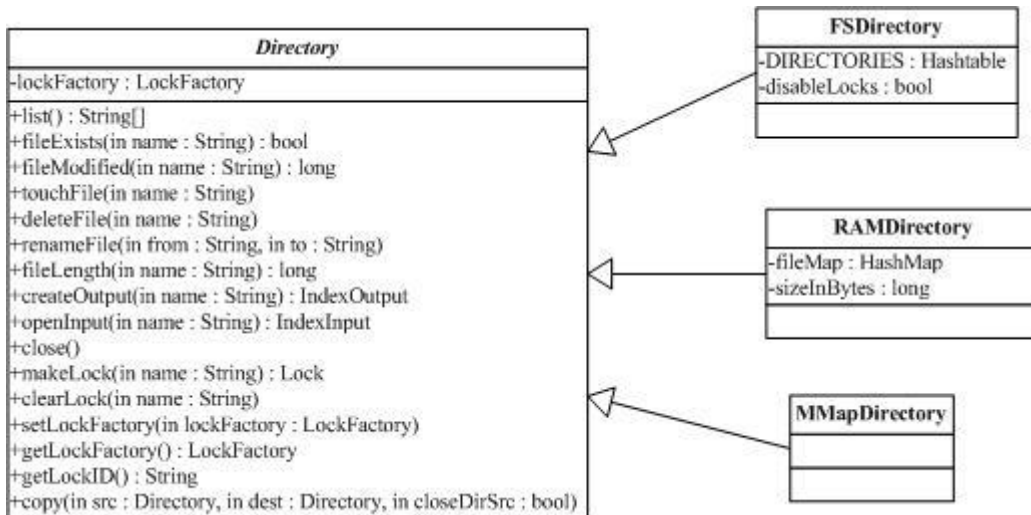 Directory
-lockFactory : LockFactory
+list() : String[]
+fileExists(in name : String) : bool
+fileModified(in name : String) : long
+touchFile(in name : String)
+deleteFile(in name : String)
+renameFile(in from : String, in to : String)
+fileLength(in name : String) : long
+createOutput(in name : String) : IndexOutput
+openInput(in name : String) : IndexInput
+close()
+makeLock(in name : String) : Lock
+clearLock(in name : String)
+setLockFactory(in lockFactory : LockFactory)
+getLockFactory() : LockFactory
+getLockID() : String
+copy(in src : Directory, in dest : Directory, in closeDirSrc : bool)
FSDirectory
-DIRECTORIES : Hashtable
-disableLocks : bool
RAMDirectory
-fileMap : HashMap
-sizeInBytes : long
MMapDirectory